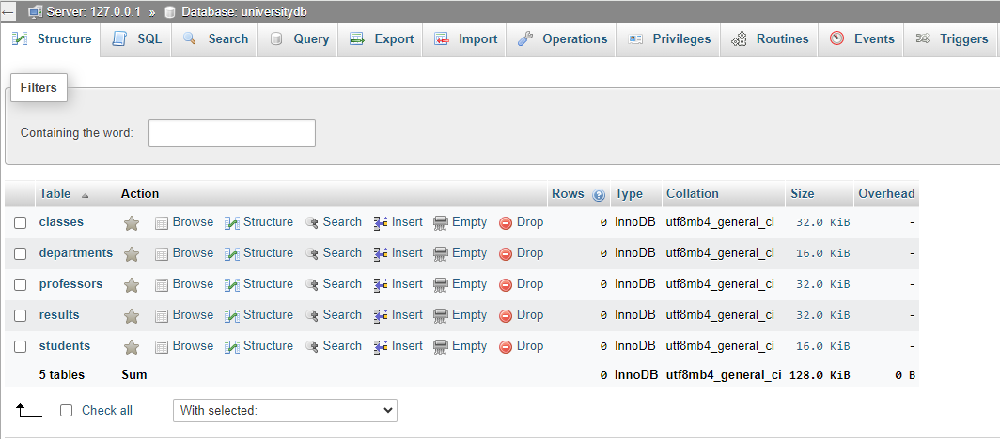 Server: 127.0.0.1 » Database: universitydb
Structure SQL Search Query Export Import Operations Privileges Routines Events Triggers
Filters
Containing the word:
Table Action Rows Type Collation Size Overhead
classes Browse Structure Search Insert Empty Drop 0 InnoDB utf8mb4_general_ci 32.0 KiB -
departments Browse Structure Search Insert Empty Drop 0 InnoDB utf8mb4_general_ci 16.0 KiB -
professors Browse Structure Search Insert Empty Drop 0 InnoDB utf8mb4_general_ci 32.0 KiB -
results Browse Structure Search Insert Empty Drop 0 InnoDB utf8mb4_general_ci 32.0 KiB -
students Browse Structure Search Insert Empty Drop 0 InnoDB utf8mb4_general_ci 16.0 KiB -
5 tables Sum 0 InnoDB utf8mb4_general_ci 128.0 KiB 0 B
Check all With selected: